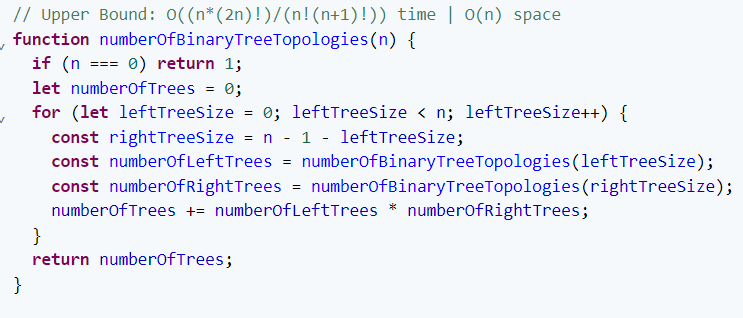 // Upper Bound: O((n*(2n)!)/(n!(n+1)!)) time | O(n) space
function numberOfBinaryTreeTopologies(n) {
  if (n === 0) return 1;
  let numberOfTrees = 0;
  for (let leftTreeSize = 0; leftTreeSize < n; leftTreeSize++) {
    const rightTreeSize = n - 1 - leftTreeSize;
    const numberOfLeftTrees = numberOfBinaryTreeTopologies(leftTreeSize);
    const numberOfRightTrees = numberOfBinaryTreeTopologies(rightTreeSize);
    numberOfTrees += numberOfLeftTrees * numberOfRightTrees;
  }
  return numberOfTrees;
}